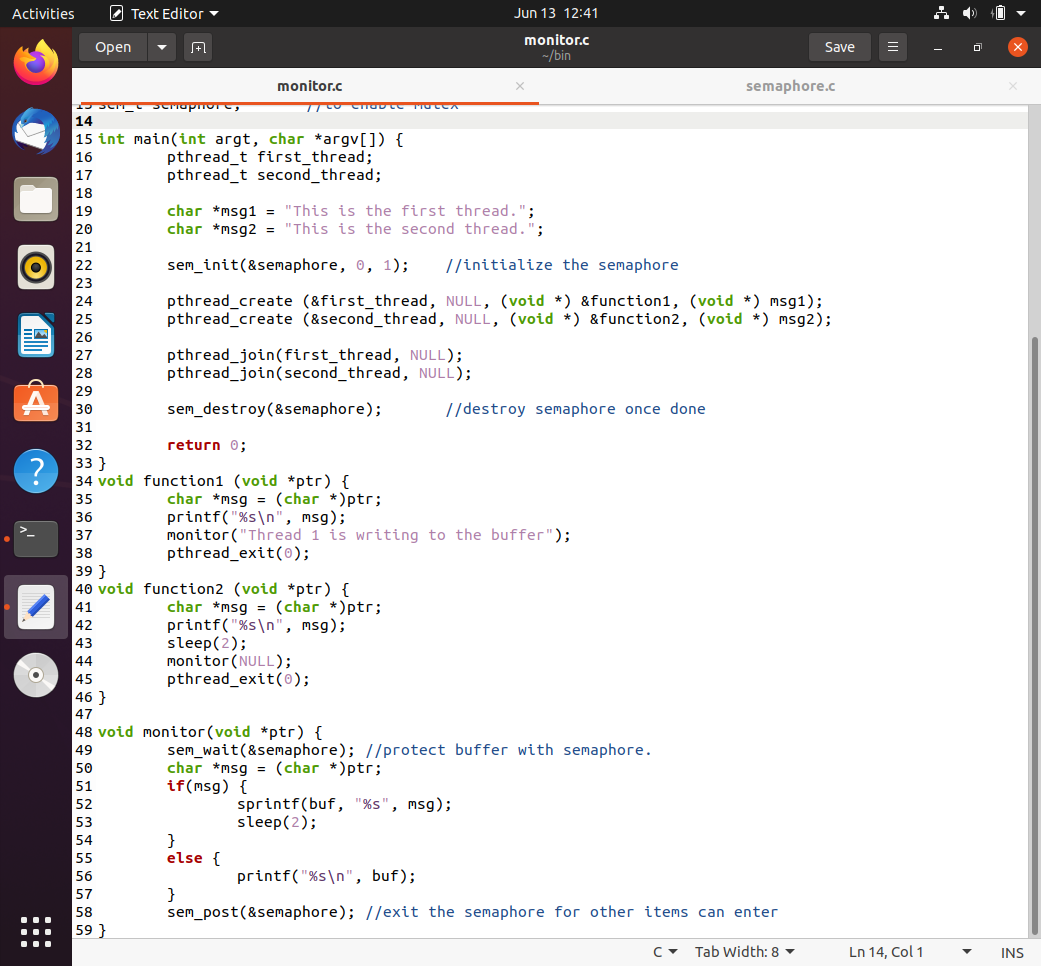 Activities Text Editor Jun 13 12:41
Open monitor.c Save
~/bin
monitor.c semaphore.c
13 sem_t semaphore; //to enable Mutex
14
15 int main(int argt, char *argv[]) {
16 pthread_t first_thread;
17 pthread_t second_thread;
18
19 char *msg1 = "This is the first thread.";
20 char *msg2 = "This is the second thread.";
21
22 sem_init(&semaphore, 0, 1); //initialize the semaphore
23
24 pthread_create (&first_thread, NULL, (void *) &function1, (void *) msg1);
25 pthread_create (&second_thread, NULL, (void *) &function2, (void *) msg2);
26
27 pthread_join(first_thread, NULL);
28 pthread_join(second_thread, NULL);
29
30 sem_destroy(&semaphore); //destroy semaphore once done
31
32 return 0;
33 }
34 void function1 (void *ptr) {
35 char *msg = (char *)ptr;
36 printf("%s\n", msg);
37 monitor("Thread 1 is writing to the buffer");
38 pthread_exit(0);
39 }
40 void function2 (void *ptr) {
41 char *msg = (char *)ptr;
42 printf("%s\n", msg);
43 sleep(2);
44 monitor(NULL);
45 pthread_exit(0);
46 }
47
48 void monitor(void *ptr) {
49 sem_wait(&semaphore); //protect buffer with semaphore.
50 char *msg = (char *)ptr;
51 if(msg) {
52 sprintf(buf, "%s", msg);
53 sleep(2);
54 }
55 else {
56 printf("%s\n", buf);
57 }
58 sem_post(&semaphore); //exit the semaphore for other items can enter
59 }
C Tab Width: 8 Ln 14, Col 1 INS